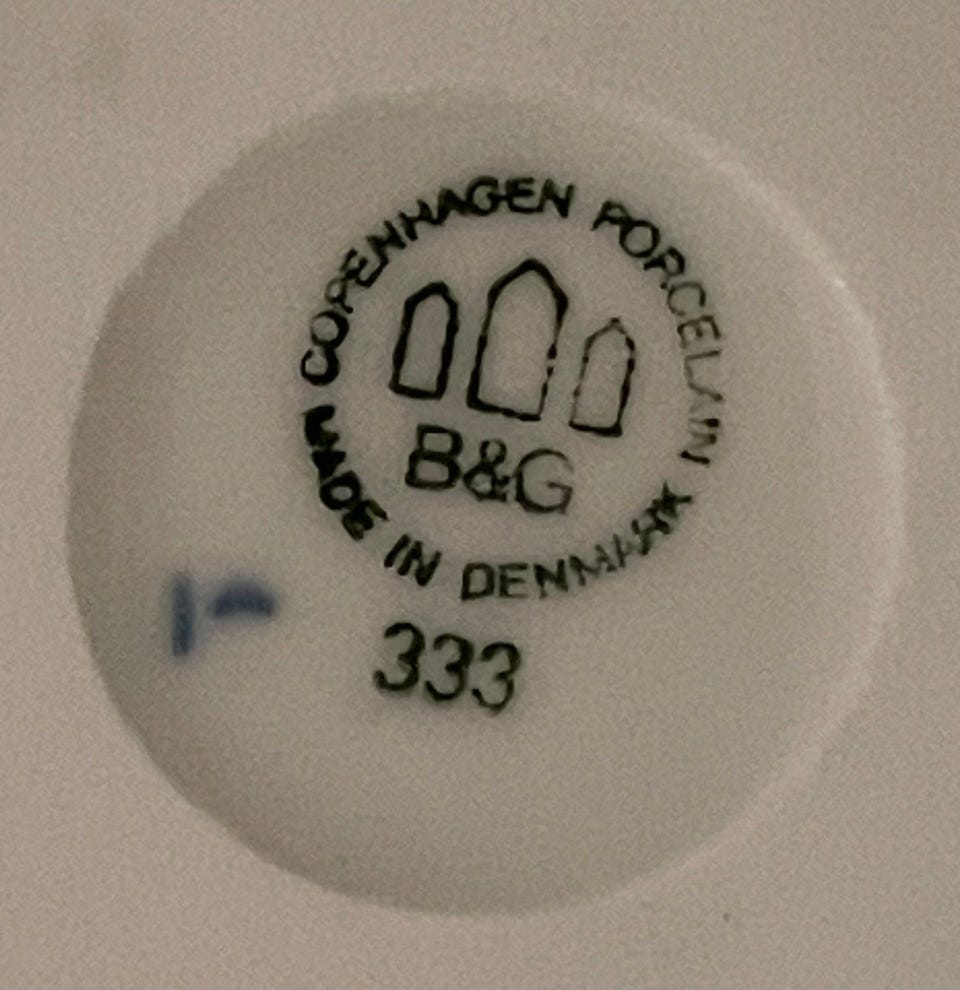 COPENHAGEN PORCELAIN
B&G
MADE IN DENMARK
333